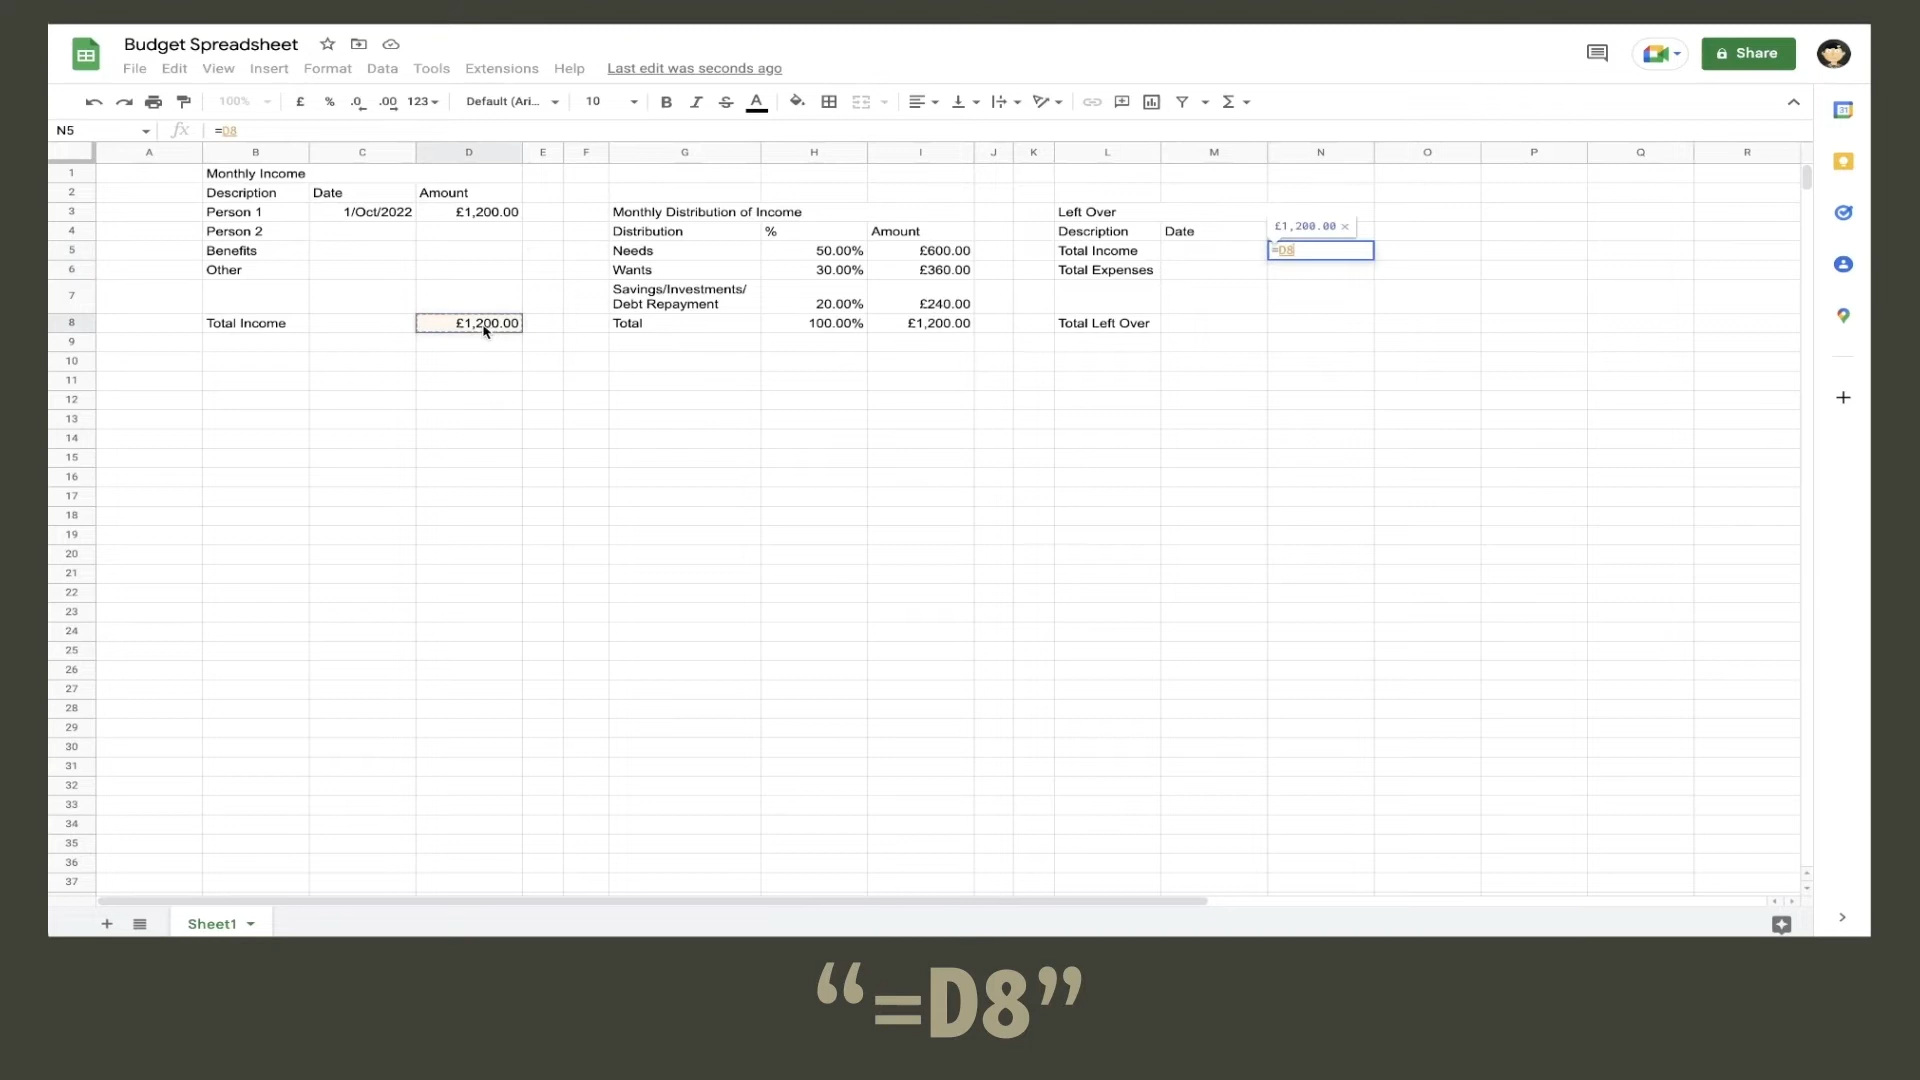 Budget Spreadsheet
File Edit View Insert Format Data Tools Extensions Help Last edit was seconds ago
Share
100% £ % .0 .00 123 Default (Ari... 10 B I S A Σ
N5 fx =D8
A B C D E F G H I J K L M N O P Q R
1 Monthly Income
2 Description Date Amount
3 Person 1 1/Oct/2022 £1,200.00 Monthly Distribution of Income Left Over
4 Person 2 Distribution % Amount Description Date £1,200.00 ×
5 Benefits Needs 50.00% £600.00 Total Income =D8
6 Other Wants 30.00% £360.00 Total Expenses
Savings/Investments/
7 Debt Repayment 20.00% £240.00
8 Total Income £1,200.00 Total 100.00% £1,200.00 Total Left Over
9
10
11
12
13
14
15
16
17
18
19
20
21
22
23
24
25
26
27
28
29
30
31
32
33
34
35
36
37
Sheet1
“=D8”